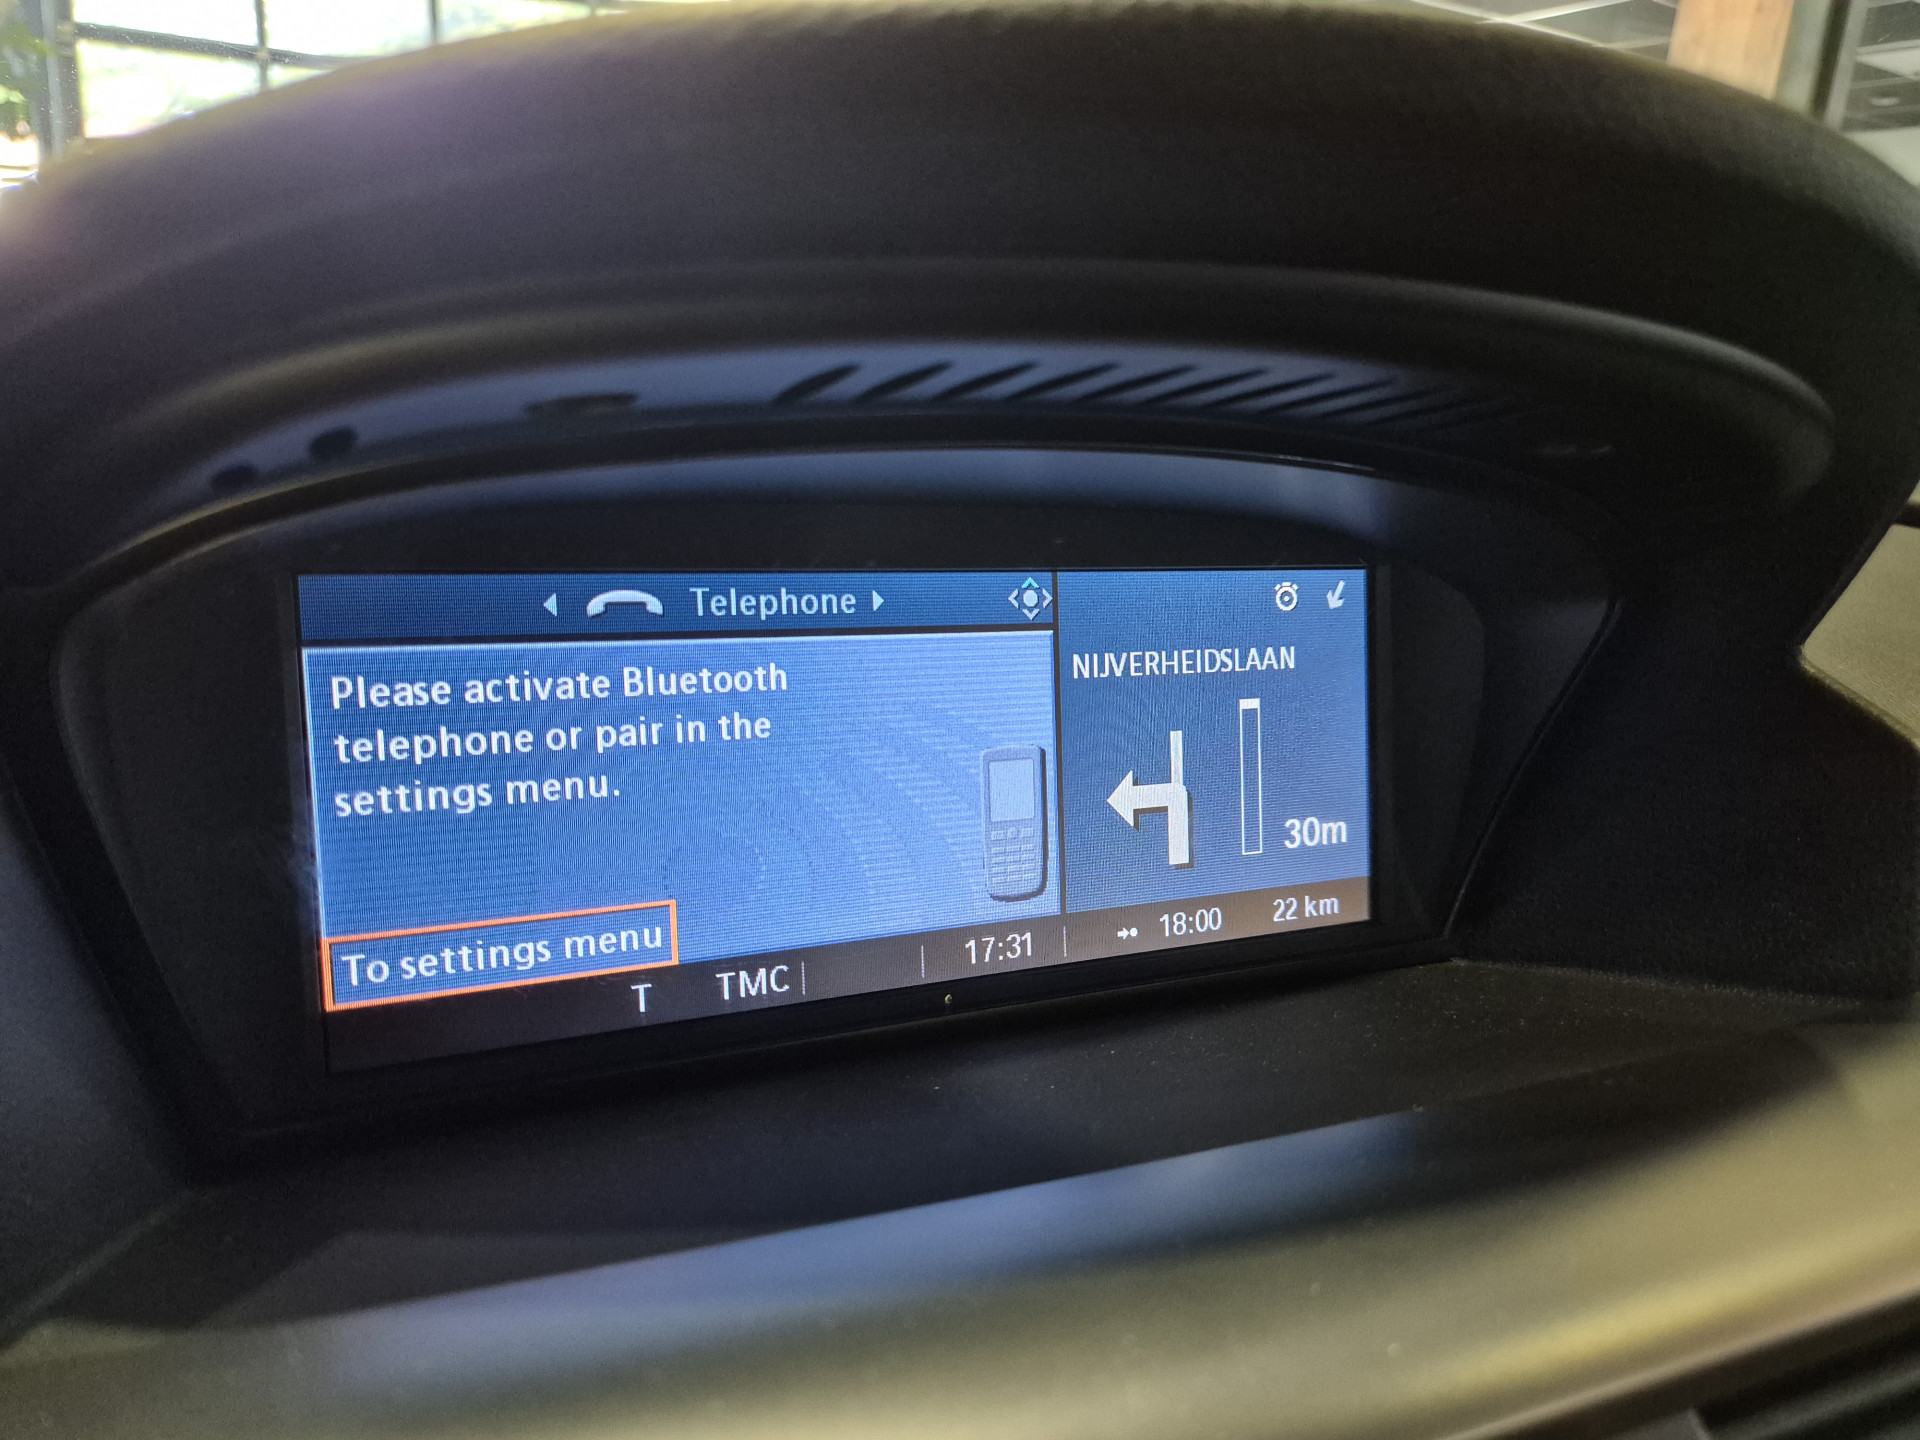 Telephone
Please activate Bluetooth
telephone or pair in the
settings menu.
To settings menu
NIJVERHEIDSLAAN
30m
T TMC 17:31 18:00 22 km